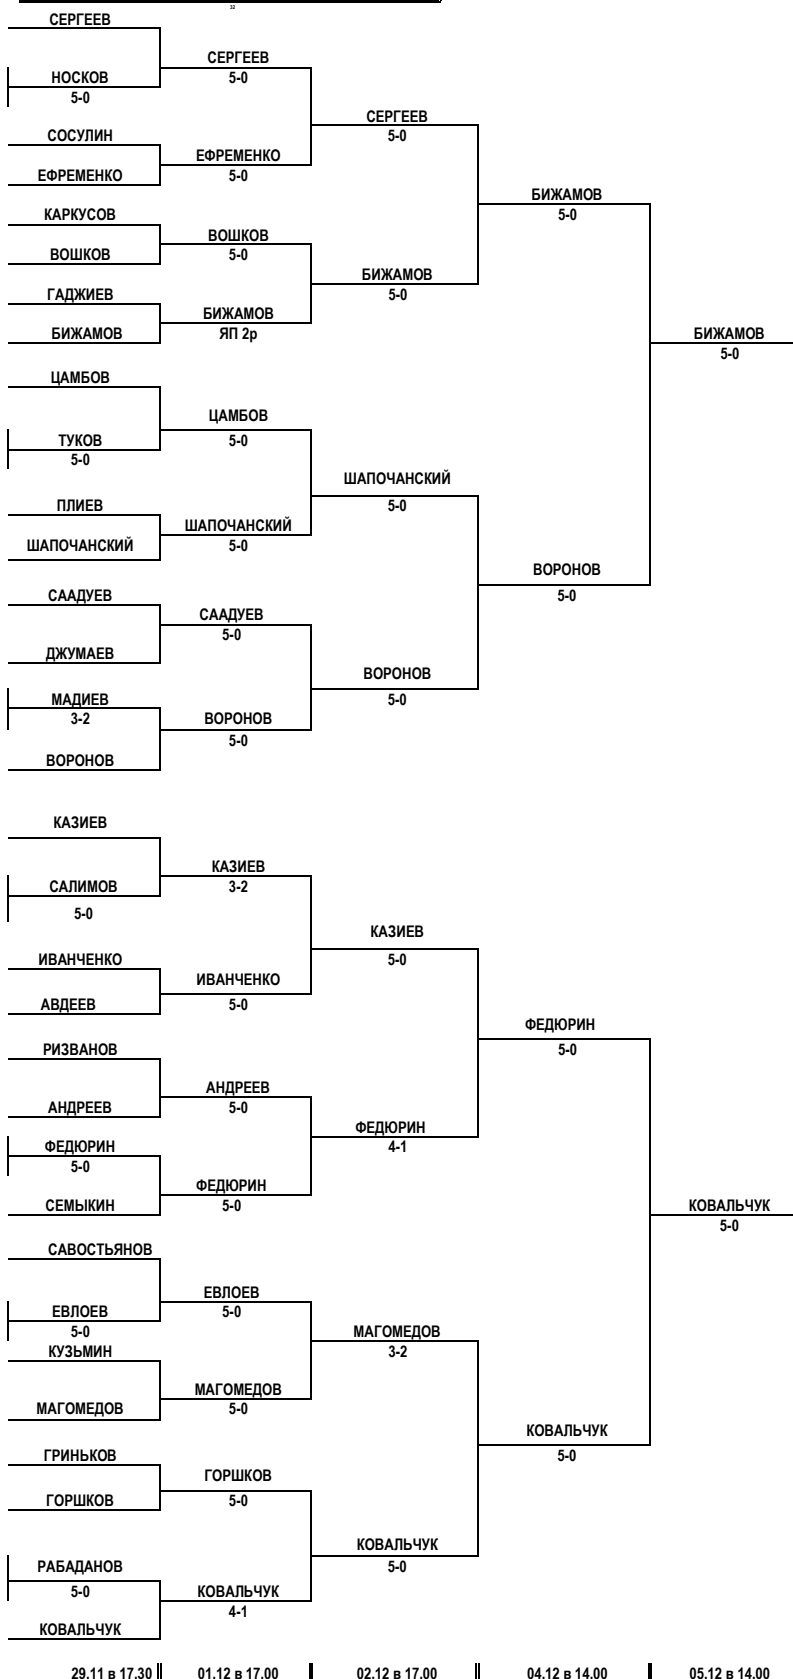 32
СЕРГЕЕВ
СЕРГЕЕВ
НОСКОВ
5-0
5-0
СЕРГЕЕВ
СОСУЛИН
5-0
ЕФРЕМЕНКО
ЕФРЕМЕНКО
5-0
БИЖАМОВ
КАРКУСОВ
5-0
ВОШКОВ
ВОШКОВ
5-0
БИЖАМОВ
ГАДЖИЕВ
5-0
БИЖАМОВ
БИЖАМОВ
ЯП 2р
БИЖАМОВ
5-0
ЦАМБОВ
ЦАМБОВ
ТУКОВ
5-0
5-0
ШАПОЧАНСКИЙ
ПЛИЕВ
5-0
ШАПОЧАНСКИЙ
ШАПОЧАНСКИЙ
5-0
ВОРОНОВ
СААДУЕВ
5-0
СААДУЕВ
5-0
ДЖУМАЕВ
ВОРОНОВ
МАДИЕВ
5-0
3-2
ВОРОНОВ
5-0
ВОРОНОВ
КАЗИЕВ
КАЗИЕВ
САЛИМОВ
3-2
5-0
КАЗИЕВ
ИВАНЧЕНКО
5-0
ИВАНЧЕНКО
АВДЕЕВ
5-0
ФЕДЮРИН
РИЗВАНОВ
5-0
АНДРЕЕВ
АНДРЕЕВ
5-0
ФЕДЮРИН
ФЕДЮРИН
4-1
5-0
ФЕДЮРИН
СЕМЫКИН
5-0
КОВАЛЬЧУК
5-0
САВОСТЬЯНОВ
ЕВЛОЕВ
ЕВЛОЕВ
5-0
5-0
МАГОМЕДОВ
КУЗЬМИН
3-2
МАГОМЕДОВ
МАГОМЕДОВ
5-0
КОВАЛЬЧУК
ГРИНЬКОВ
5-0
ГОРШКОВ
ГОРШКОВ
5-0
КОВАЛЬЧУК
РАБАДАНОВ
5-0
5-0
КОВАЛЬЧУК
4-1
КОВАЛЬЧУК
29.11 в 17.30 01.12 в 17.00 02.12 в 17.00 04.12 в 14.00 05.12 в 14.00